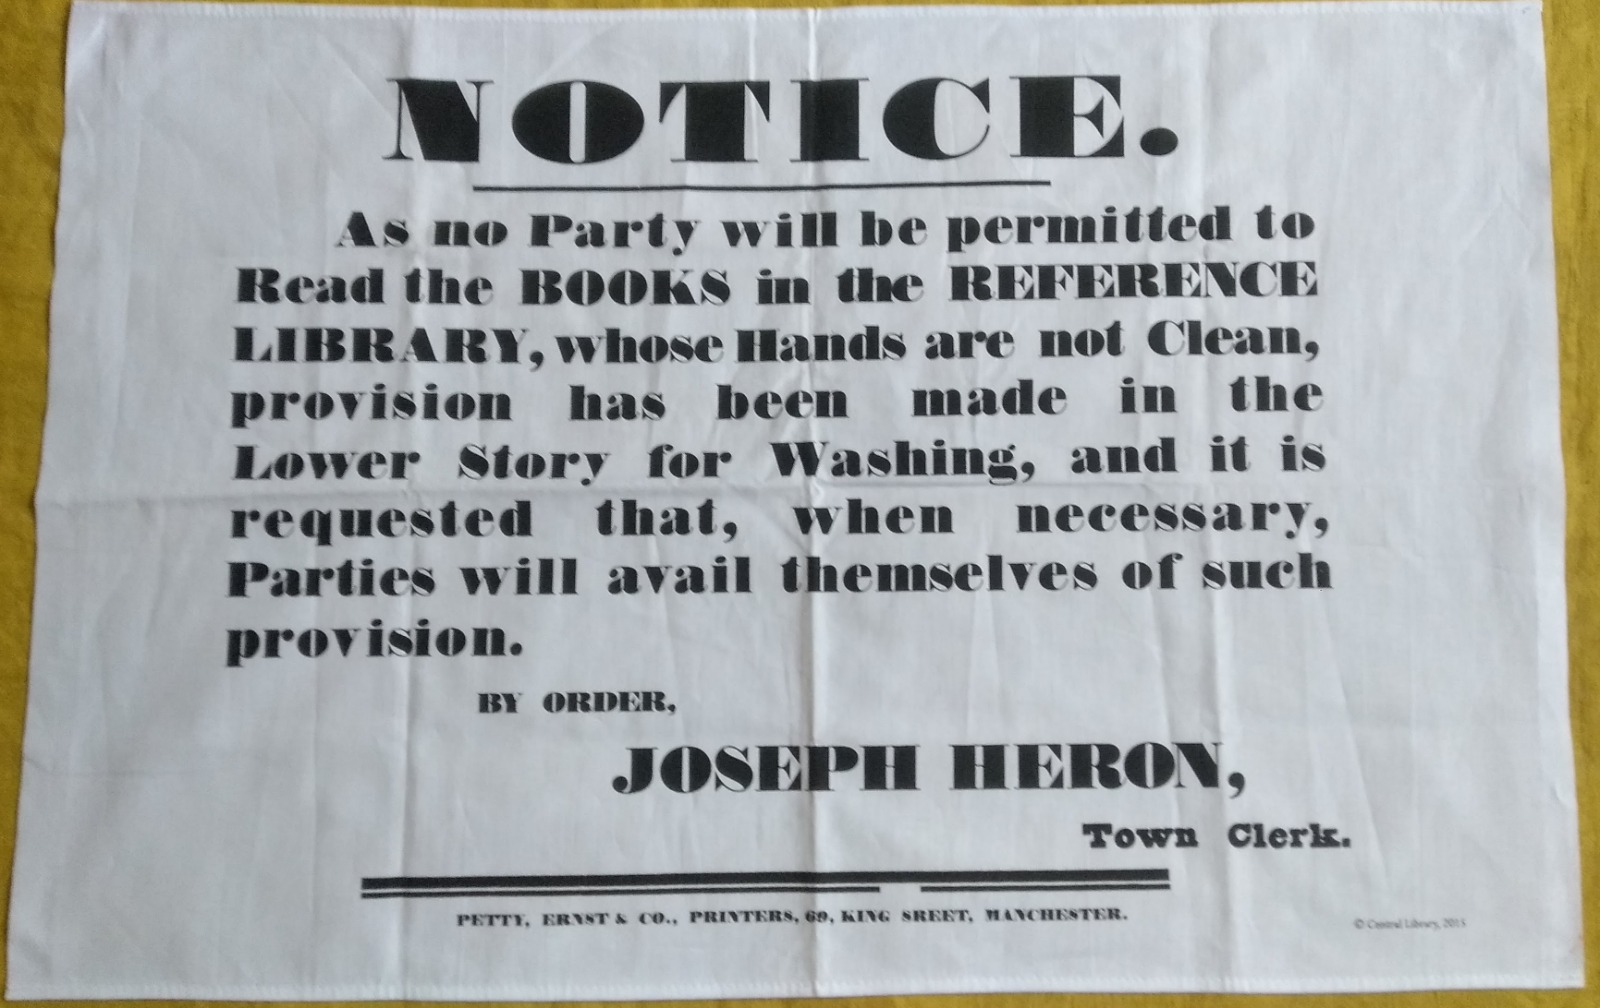 NOTICE.
As no Party will be permitted to
Read the BOOKS in the REFERENCE
LIBRARY, whose Hands are not Clean,
provision has been made in the
Lower Story for Washing, and it is
requested that, when necessary,
Parties will avail themselves of such
provision.
BY ORDER,
JOSEPH HERON,
Town Clerk.
PETTY, ERNST & CO., PRINTERS, 69, KING SREET, MANCHESTER.
© Central Library, 2015